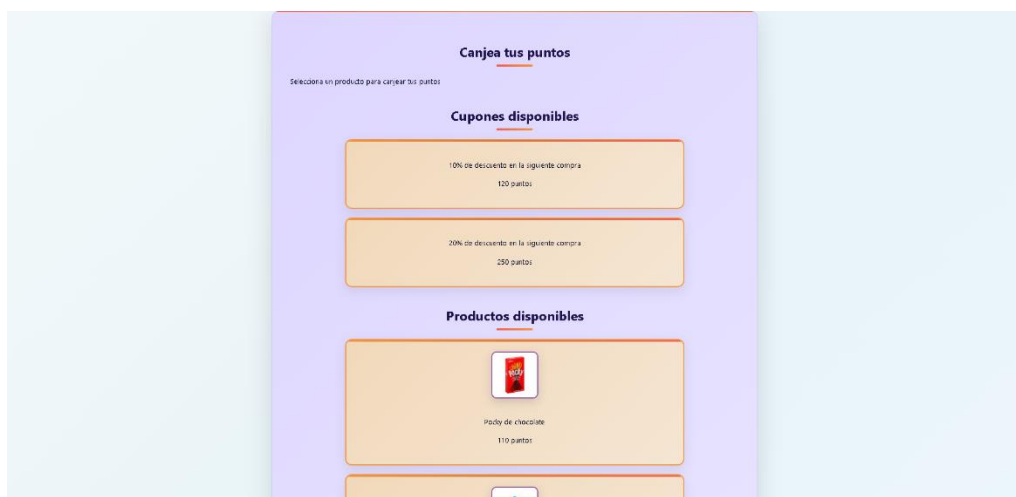 Canjea tus puntos
Selecciona un producto para canjear tus puntos
Cupones disponibles
10% de descuento en la siguiente compra
120 puntos
20% de descuento en la siguiente compra
250 puntos
Productos disponibles
Pocky de chocolate
110 puntos